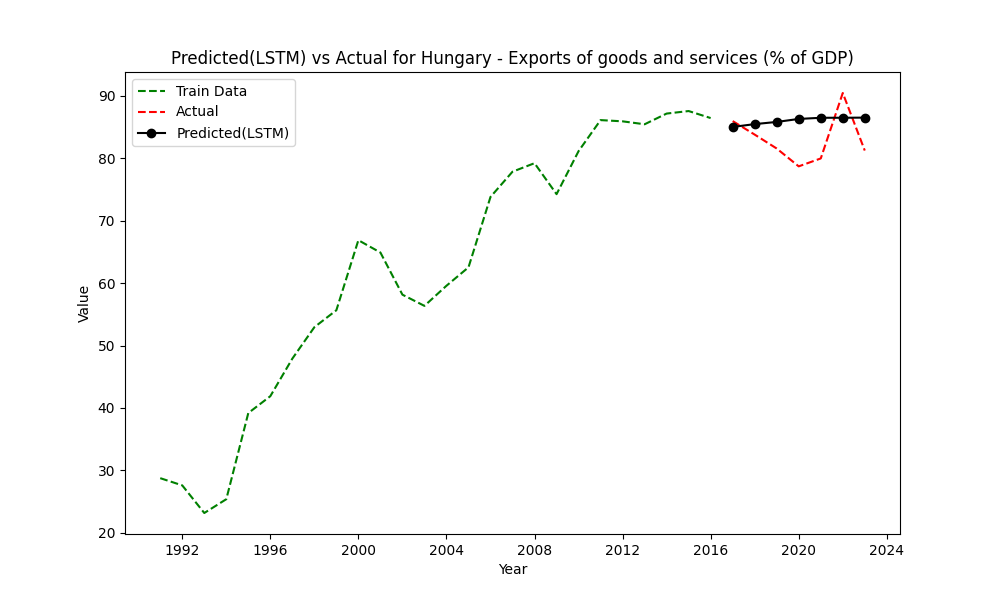 Predicted(LSTM) vs Actual for Hungary - Exports of goods and services (% of GDP)
Train Data
Actual
Predicted(LSTM)
90
80
70
60
50
40
30
20
Value
1992 1996 2000 2004 2008 2012 2016 2020 2024
Year